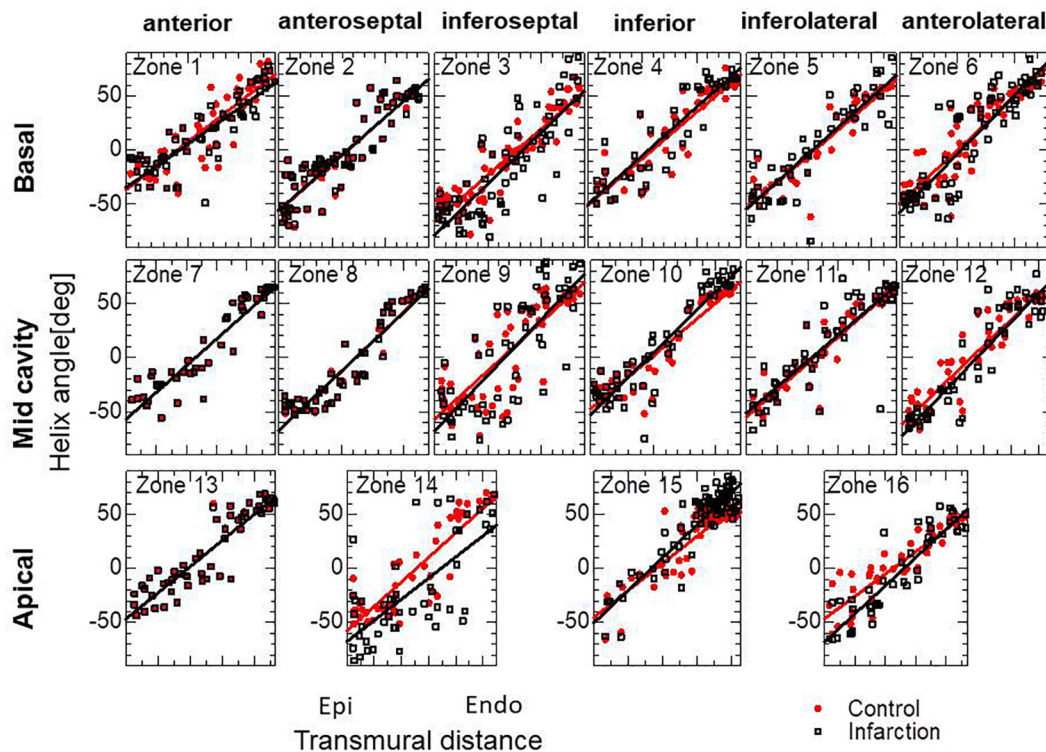 anterior anteroseptal inferoseptal inferior inferolateral anterolateral
Zone 1 Zone 2 Zone 3 Zone 4 Zone 5 Zone 6
50
0
-50
Basal
Zone 7 Zone 8 Zone 9 Zone 10 Zone 11 Zone 12
50
0
-50
Mid cavity
Helix angle[deg]
Zone 13 Zone 14 Zone 15 Zone 16
50 50 50 50
0 0 0 0
-50 -50 -50 -50
Apical
Epi Endo
Transmural distance
Control
Infarction